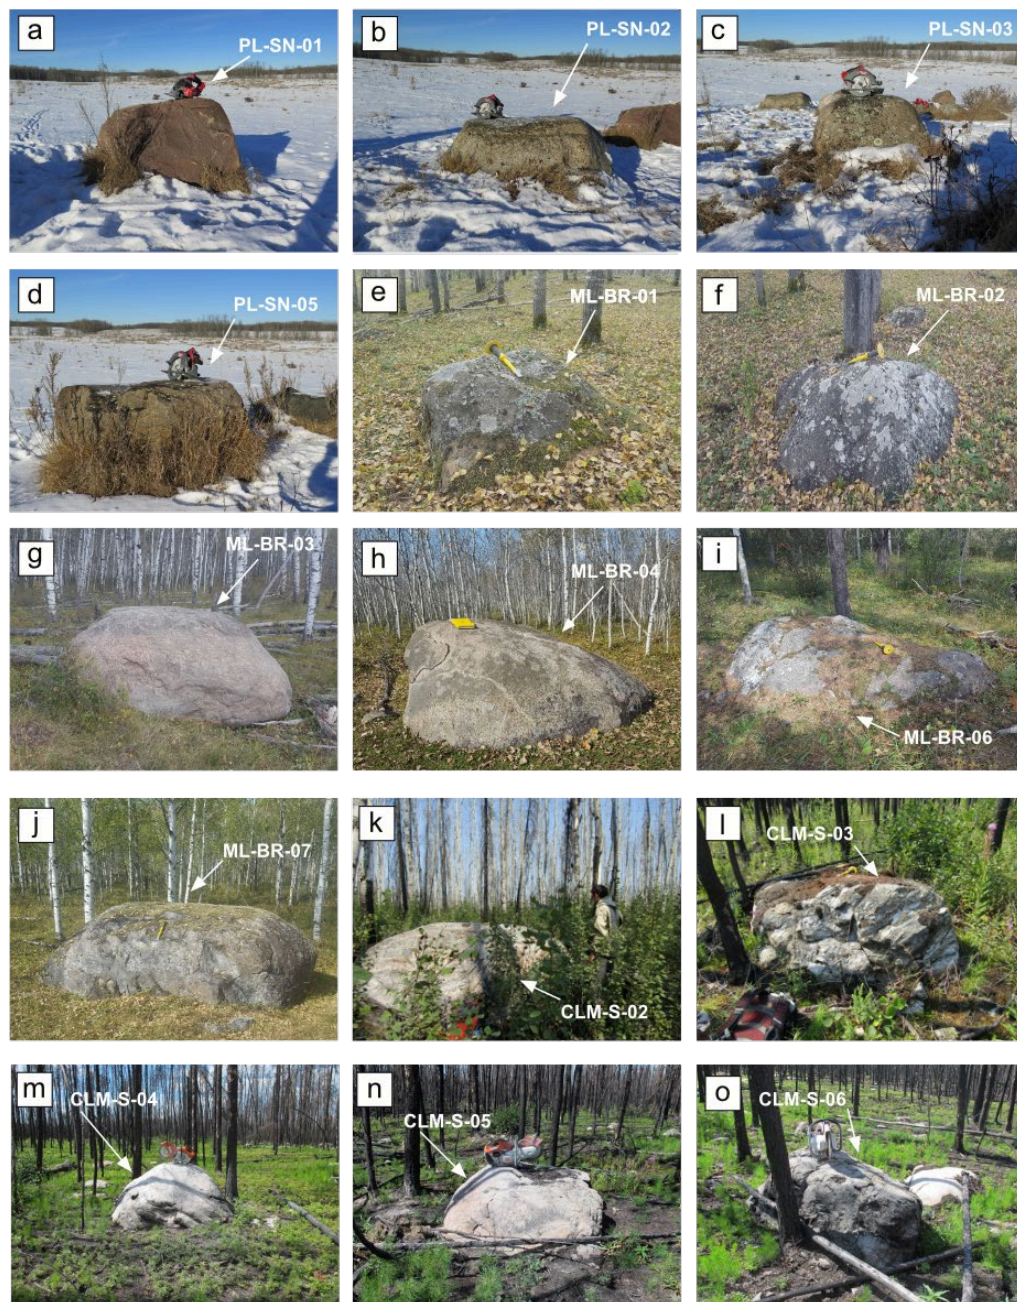 a
PL-SN-01
b
PL-SN-02
c
PL-SN-03
d
PL-SN-05
e
ML-BR-01
f
ML-BR-02
g
ML-BR-03
h
ML-BR-04
i
ML-BR-06
j
ML-BR-07
k
CLM-S-02
l
CLM-S-03
m
CLM-S-04
n
CLM-S-05
o
CLM-S-06